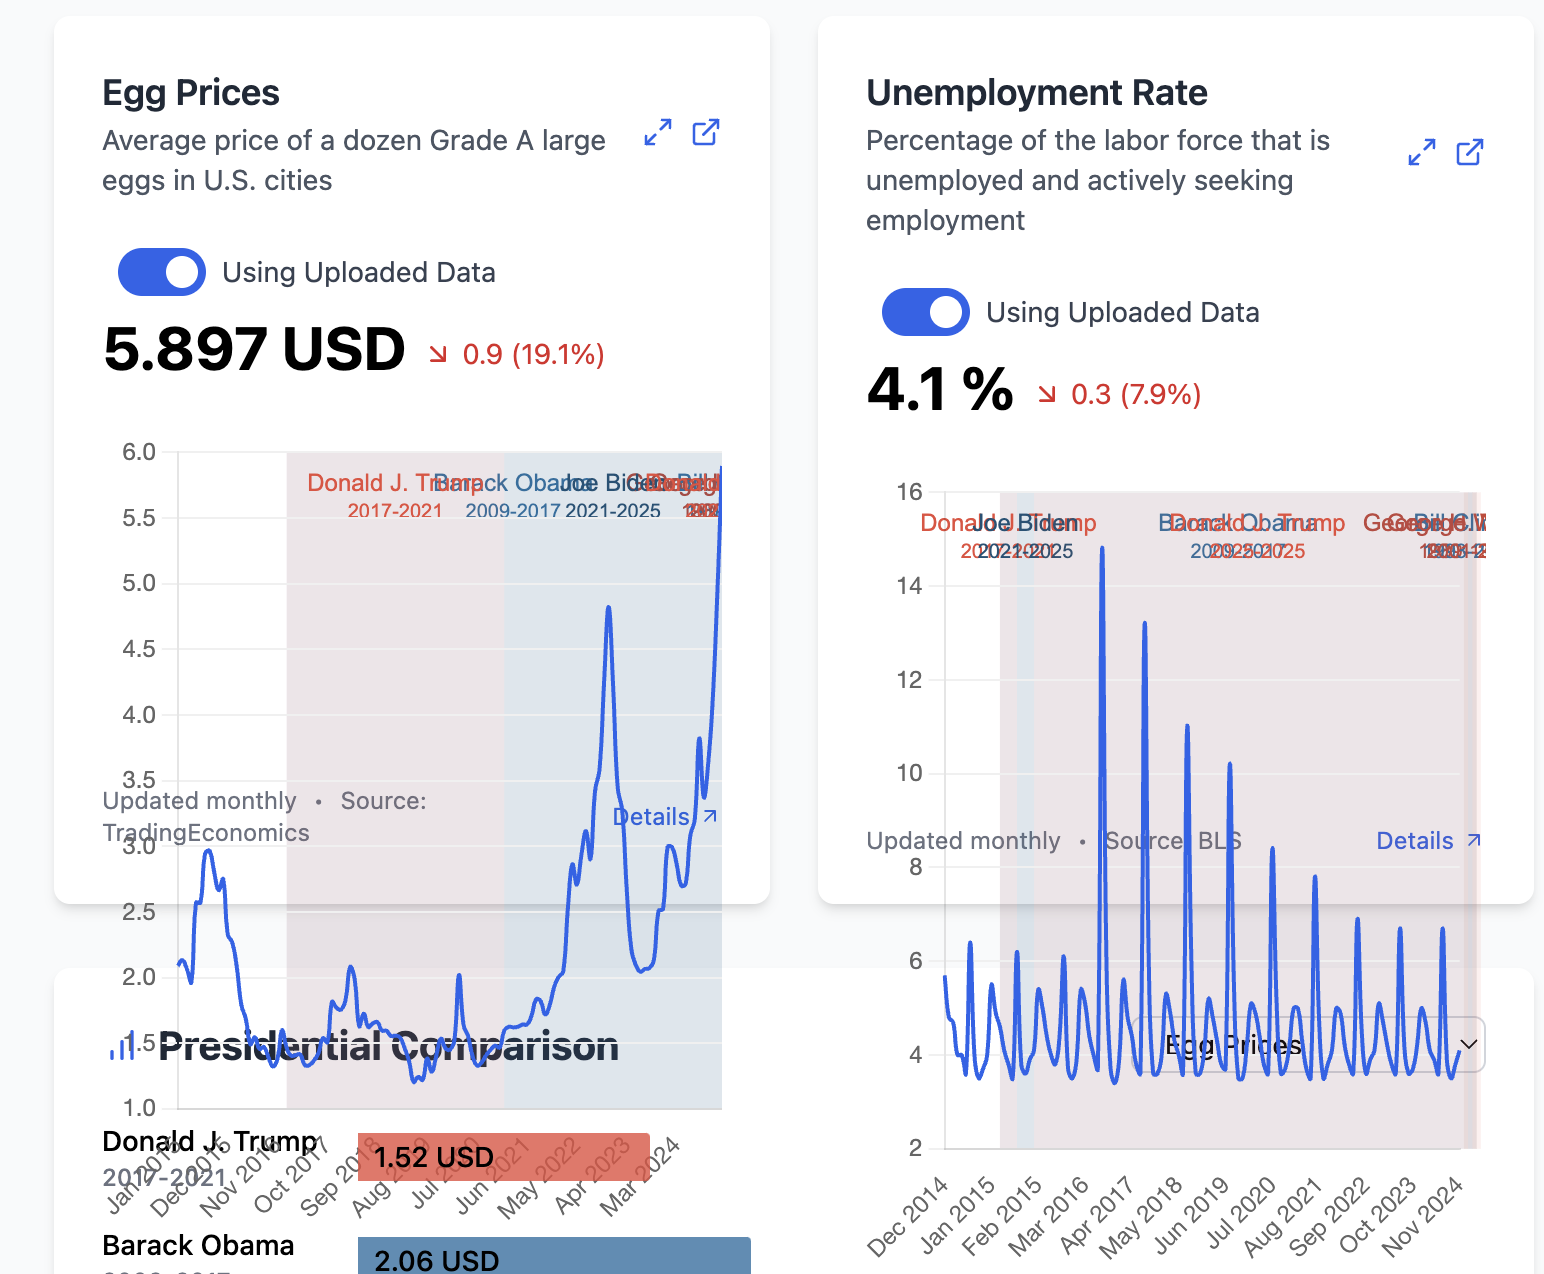 Egg Prices
Average price of a dozen Grade A large
eggs in U.S. cities
Using Uploaded Data
5.897 USD
0.9 (19.1%)
6.0
Donald J. Trump
Barack Obama
Joe Biden
2017-2021
2009-2017
2021-2025
5.5
5.0
4.5
4.0
3.5
Updated monthly • Source:
TradingEconomics
Details
3.0
2.5
2.0
1.5
1.0
Jan 2015
Dec 2015
Nov 2016
Oct 2017
Sep 2018
Aug 2019
Jul 2020
Jun 2021
May 2022
Apr 2023
Mar 2024
Unemployment Rate
Percentage of the labor force that is
unemployed and actively seeking
employment
Using Uploaded Data
4.1 %
0.3 (7.9%)
16
Donald J. Trump
Joe Biden
Barack Obama
Donald J. Trump
2017-2021
2021-2025
2009-2017
2025
14
12
10
Updated monthly • Source: BLS
Details
8
6
4
2
Dec 2014
Jan 2015
Feb 2015
Mar 2016
Apr 2017
May 2018
Jun 2019
Jul 2020
Aug 2021
Sep 2022
Oct 2023
Nov 2024
Presidential Comparison
Egg Prices
Donald J. Trump
2017-2021
1.52 USD
Barack Obama
2.06 USD